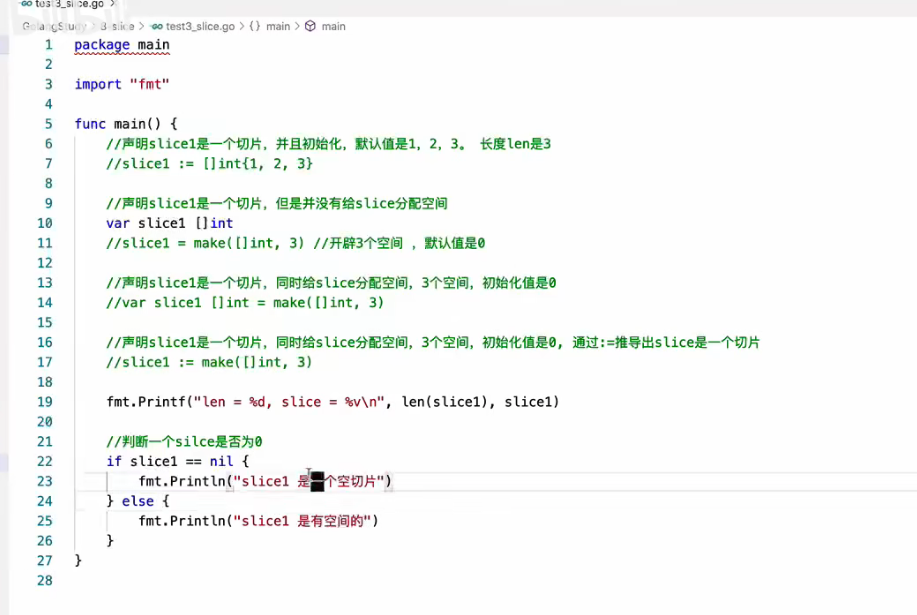 test3_slice.go
GolangStudy > 8-slice > test3_slice.go > {} main > main
1 package main
2
3 import "fmt"
4
5 func main() {
6 //声明slice1是一个切片，并且初始化，默认值是1，2，3。 长度len是3
7 //slice1 := []int{1, 2, 3}
8
9 //声明slice1是一个切片，但是并没有给slice分配空间
10 var slice1 []int
11 //slice1 = make([]int, 3) //开辟3个空间 ，默认值是0
12
13 //声明slice1是一个切片，同时给slice分配空间，3个空间，初始化值是0
14 //var slice1 []int = make([]int, 3)
15
16 //声明slice1是一个切片，同时给slice分配空间，3个空间，初始化值是0, 通过:=推导出slice是一个切片
17 //slice1 := make([]int, 3)
18
19 fmt.Printf("len = %d, slice = %v\n", len(slice1), slice1)
20
21 //判断一个silce是否为0
22 if slice1 == nil {
23 fmt.Println("slice1 是一个空切片")
24 } else {
25 fmt.Println("slice1 是有空间的")
26 }
27 }
28